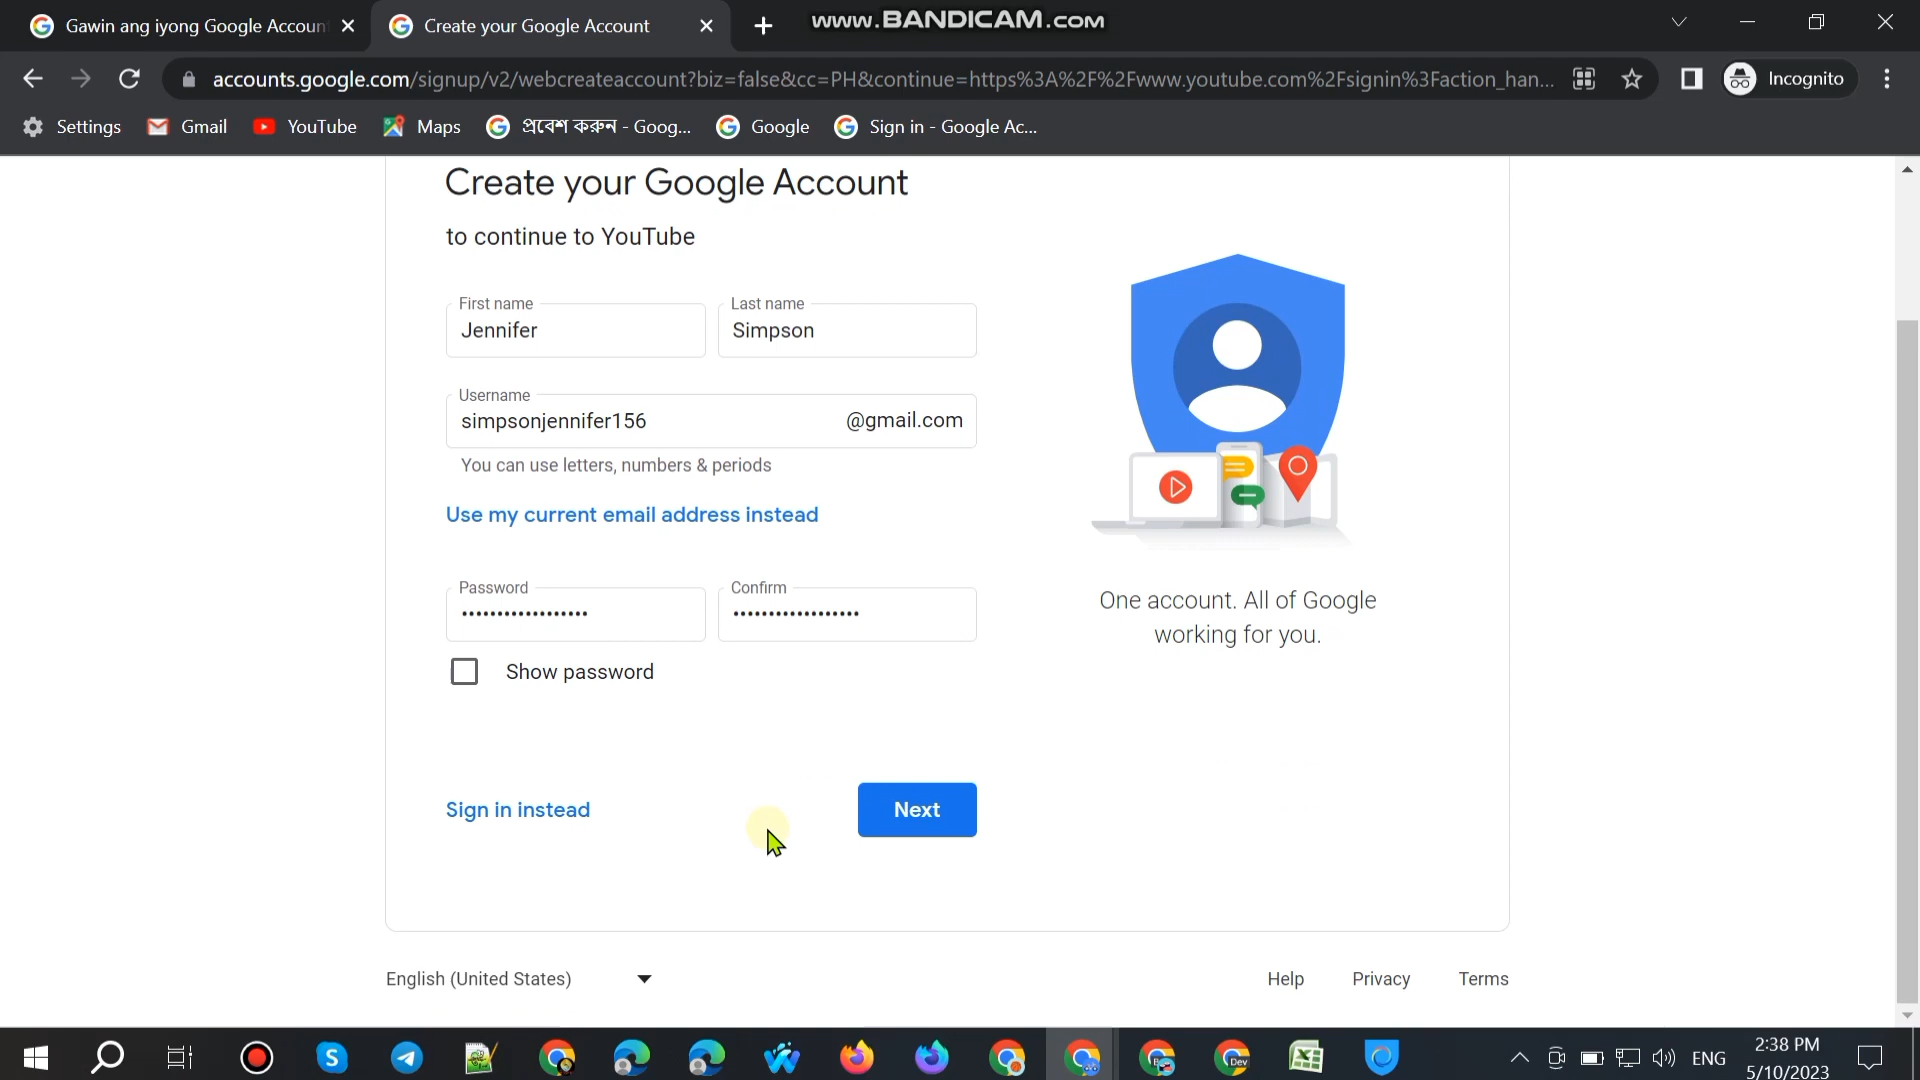 Gawin ang iyong Google Accoun
Create your Google Account
www.BANDICAM.com
accounts.google.com/signup/v2/webcreateaccount?biz=false&cc=PH&continue=https%3A%2F%2Fwww.youtube.com%2Fsignin%3Faction_han...
Incognito
Settings
Gmail
YouTube
Maps
প্রবেশ করুন - Goog...
Google
Sign in - Google Ac...
Create your Google Account
to continue to YouTube
First name
Last name
Jennifer
Simpson
Username
simpsonjennifer156
@gmail.com
You can use letters, numbers & periods
Use my current email address instead
Password
Confirm
Show password
One account. All of Google
working for you.
Sign in instead
Next
English (United States)
Help
Privacy
Terms
Dev
ENG
2:38 PM
5/10/2023